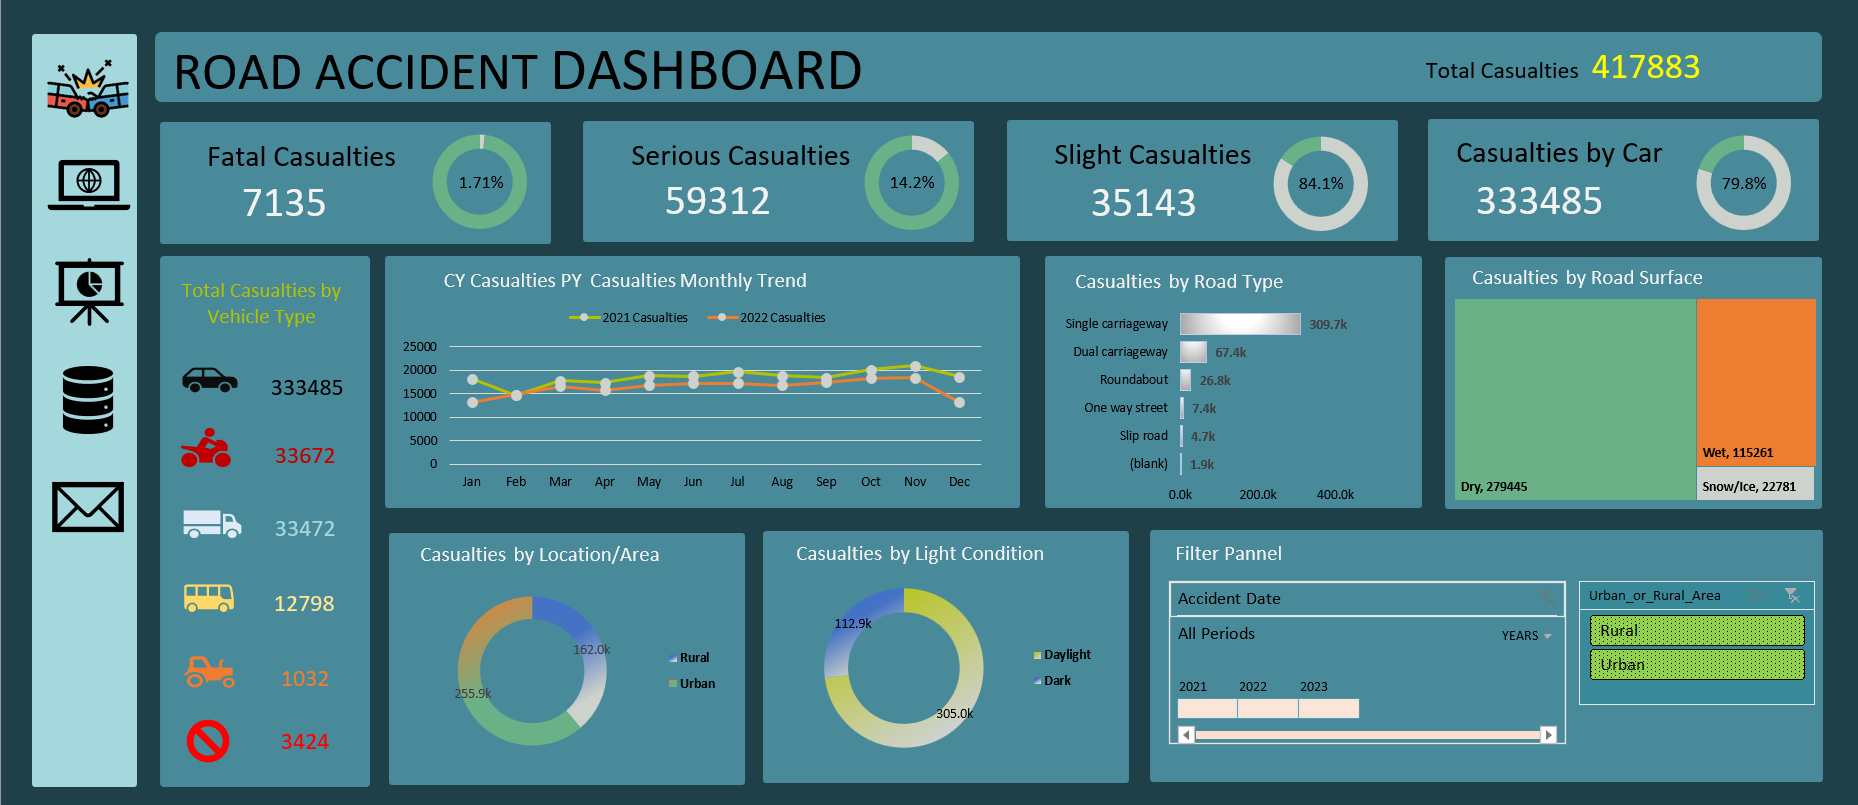 ROAD ACCIDENT DASHBOARD
Total Casualties 417883
Fatal Casualties
7135
1.71%
Serious Casualties
59312
14.2%
Slight Casualties
35143
84.1%
Casualties by Car
333485
79.8%
Total Casualties by
Vehicle Type
333485
33672
33472
12798
1032
3424
CY Casualties PY Casualties Monthly Trend
2021 Casualties 2022 Casualties
25000
20000
15000
10000
5000
0
Jan Feb Mar Apr May Jun Jul Aug Sep Oct Nov Dec
Casualties by Road Type
Single carriageway 309.7k
Dual carriageway 67.4k
Roundabout 26.8k
One way street 7.4k
Slip road 4.7k
(blank) 1.9k
0.0k 200.0k 400.0k
Casualties by Road Surface
Dry, 279445
Wet, 115261
Snow/Ice, 22781
Casualties by Location/Area
162.0k
255.9k
Rural
Urban
Casualties by Light Condition
112.9k
305.0k
Daylight
Dark
Filter Pannel
Accident Date
All Periods YEARS
2021 2022 2023
Urban_or_Rural_Area
Rural
Urban